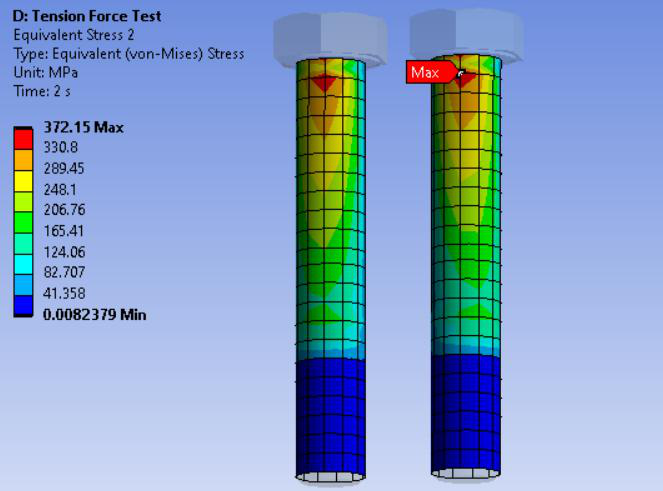 D: Tension Force Test
Equivalent Stress 2
Type: Equivalent (von-Mises) Stress
Unit: MPa
Time: 2 s
372.15 Max
330.8
289.45
248.1
206.76
165.41
124.06
82.707
41.358
0.0082379 Min
Max